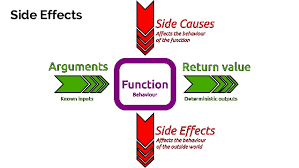 Side Effects
Side Causes
Affects the behaviour
of the function
Arguments
Known inputs
Function
Behaviour
Return value
Deterministic outputs
Side Effects
Affects the behaviour
of the outside world